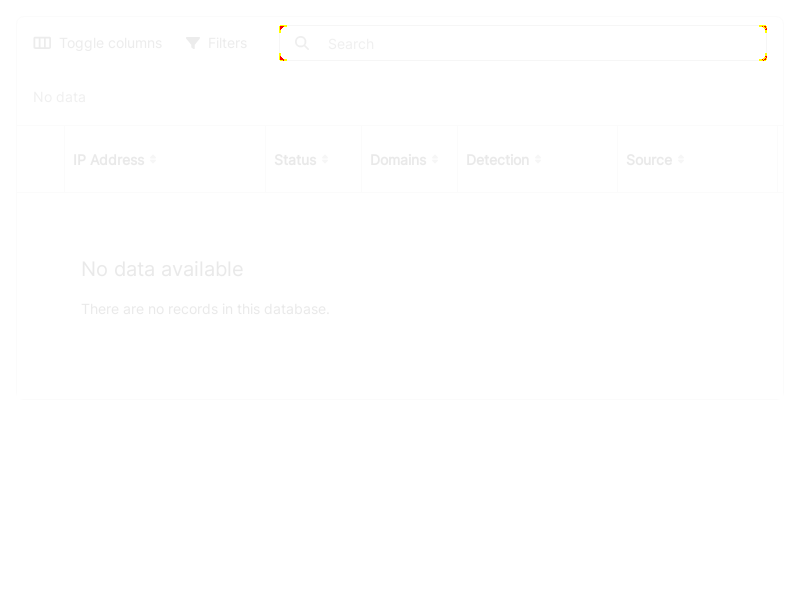 Toggle columns Filters Search
No data
IP Address Status Domains Detection Source
No data available
There are no records in this database.